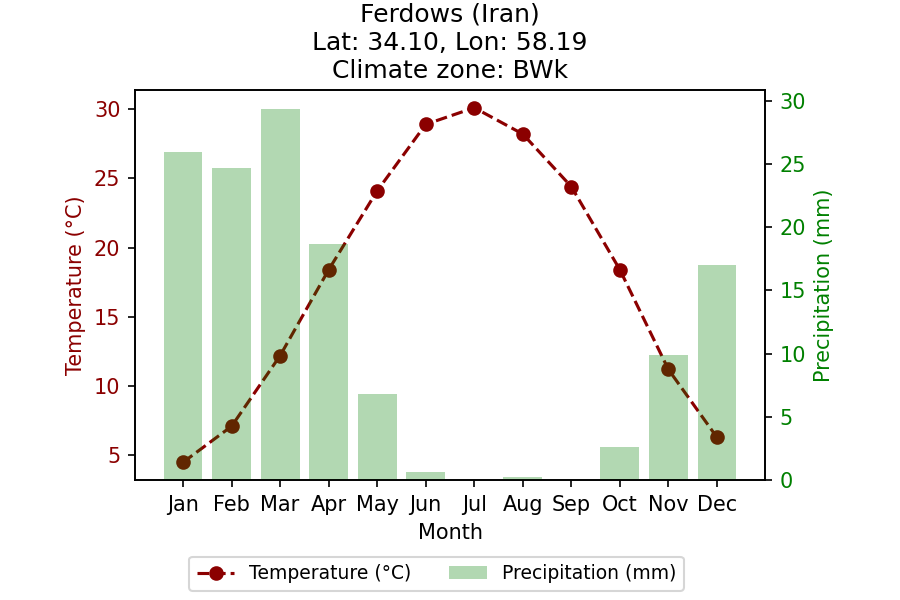 Ferdows (Iran)
Lat: 34.10, Lon: 58.19
Climate zone: BWk
Temperature (°C)
30
25
20
15
10
5
Precipitation (mm)
30
25
20
15
10
5
0
Jan Feb Mar Apr May Jun Jul Aug Sep Oct Nov Dec
Month
Temperature (°C) Precipitation (mm)